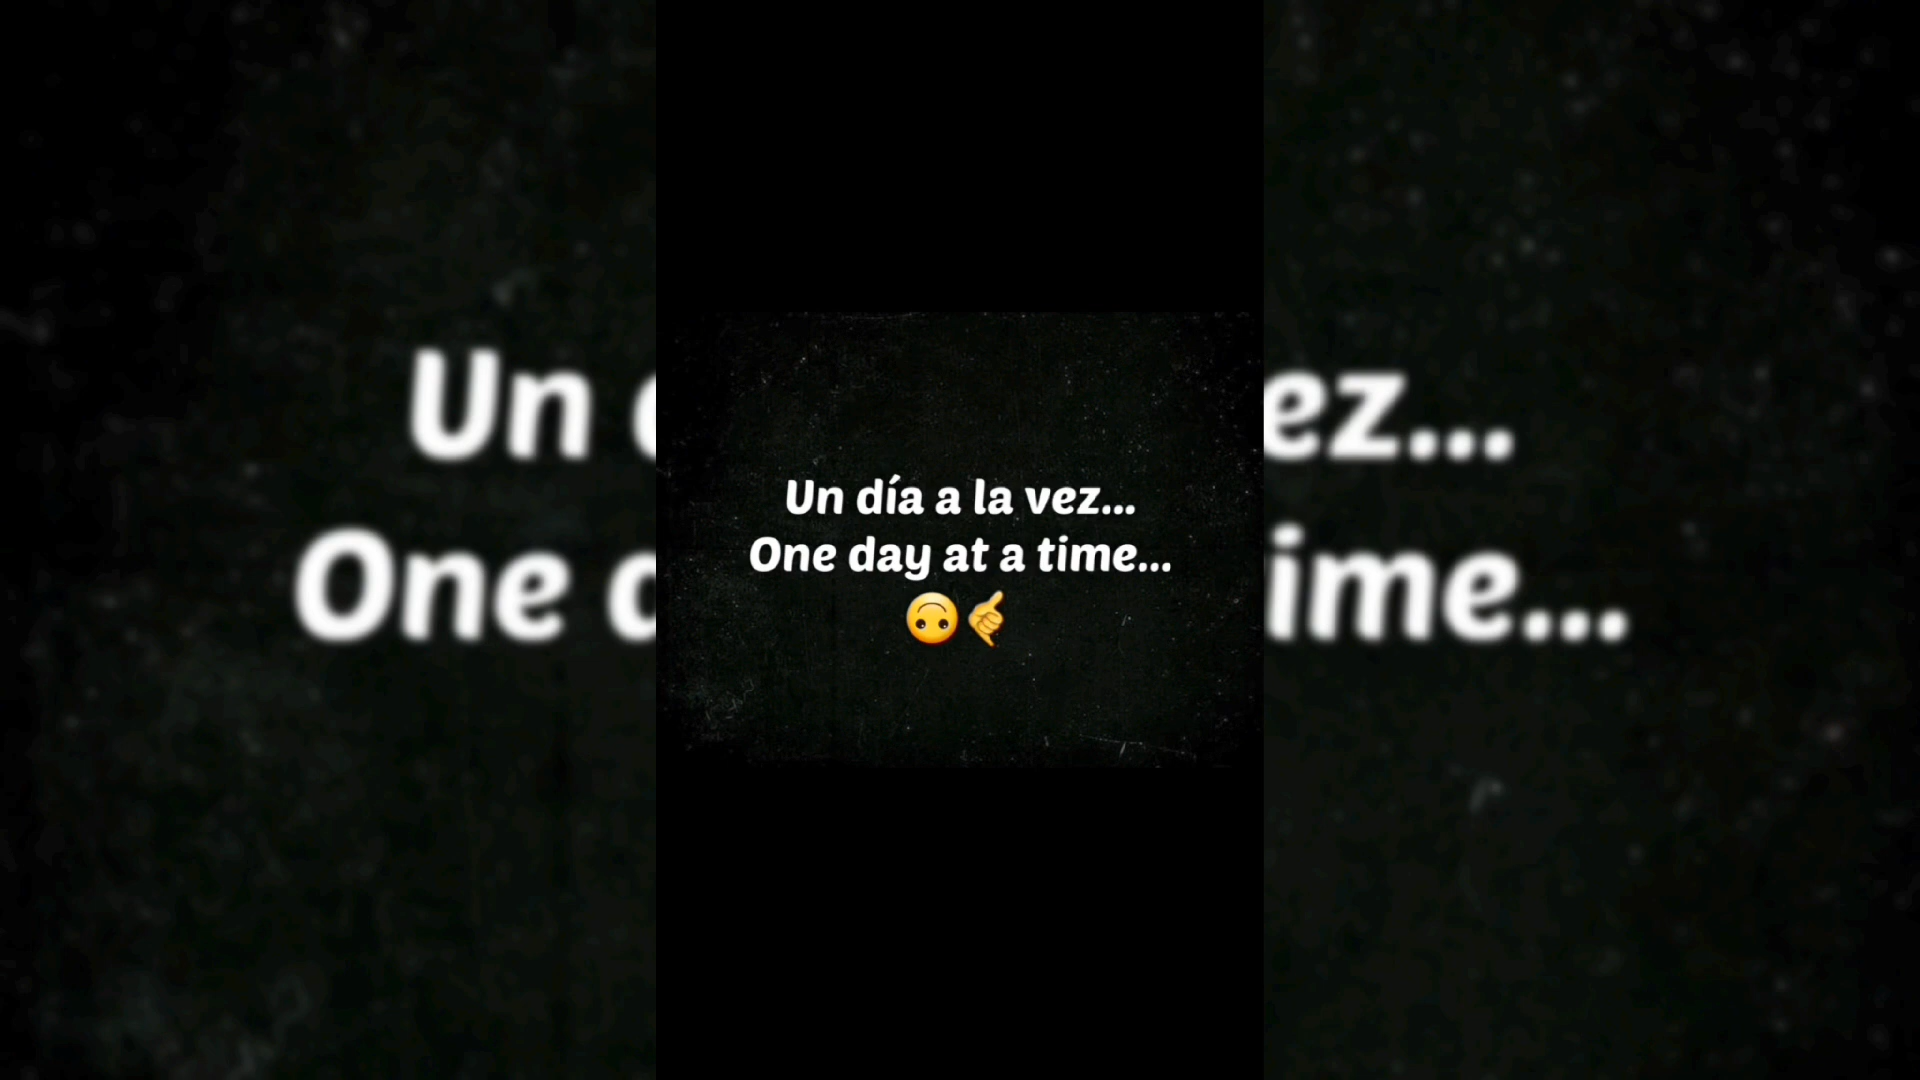 Un día a la vez...
One day at a time...
🙃🤙